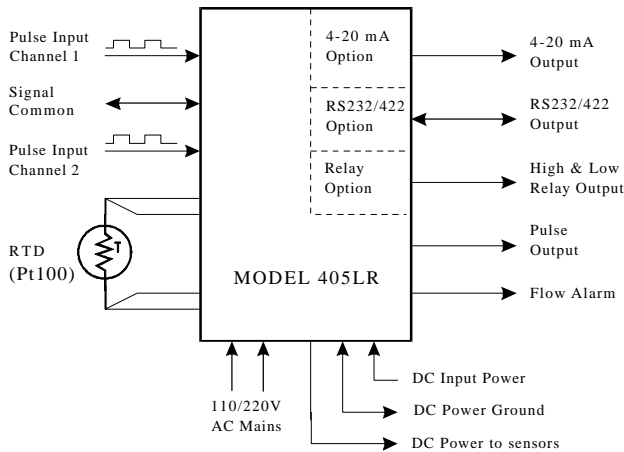 Pulse Input
Channel 1
Signal
Common
Pulse Input
Channel 2
RTD
(Pt100)
T
4-20 mA
Option
RS232/422
Option
Relay
Option
MODEL 405LR
4-20 mA
Output
RS232/422
Output
High & Low
Relay Output
Pulse
Output
Flow Alarm
110/220V
AC Mains
DC Input Power
DC Power Ground
DC Power to sensors